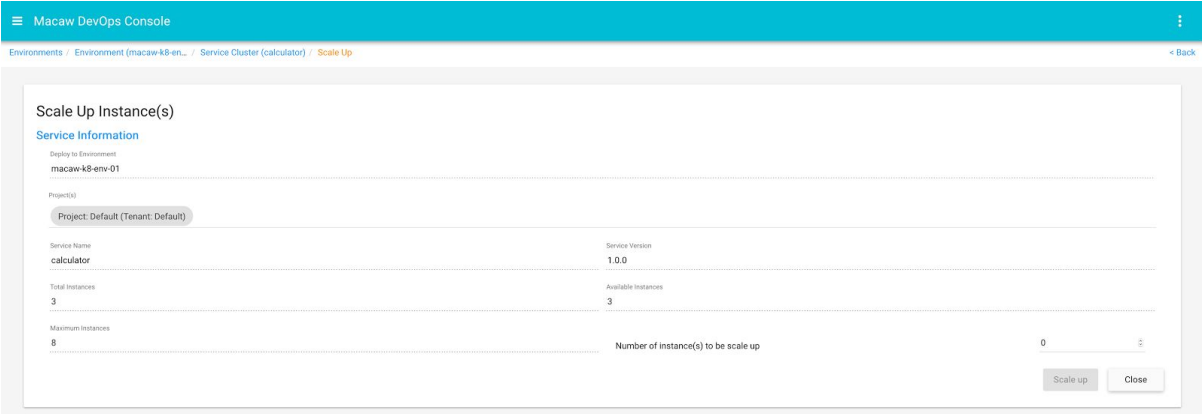 Macaw DevOps Console
Environments / Environment (macaw-k8-en... / Service Cluster (calculator) / Scale Up
< Back
Scale Up Instance(s)
Service Information
Deploy to Environment
macaw-k8-env-01
Project(s)
Project: Default (Tenant: Default)
Service Name
calculator
Service Version
1.0.0
Total Instances
3
Available Instances
3
Maximum Instances
8
Number of instance(s) to be scale up
0
Scale up
Close